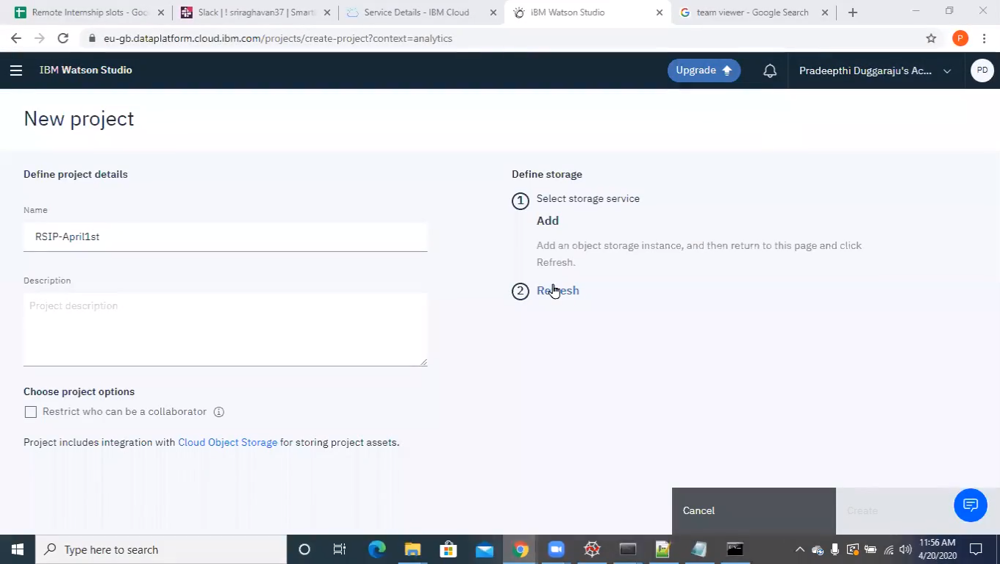 Remote Internship slots - Goo
Slack | ! sriraghavan37 | Smart
Service Details - IBM Cloud
IBM Watson Studio
team viewer - Google Search
eu-gb.dataplatform.cloud.ibm.com/projects/create-project?context=analytics
P
IBM Watson Studio
Upgrade
Pradeepthi Duggaraju's Ac...
PD
New project
Define project details
Define storage
1 Select storage service
Name
Add
RSIP-April1st
Add an object storage instance, and then return to this page and click
Refresh.
Description
2 Refresh
Project description
Choose project options
Restrict who can be a collaborator
Project includes integration with Cloud Object Storage for storing project assets.
Cancel
Create
Type here to search
11:56 AM
4/20/2020